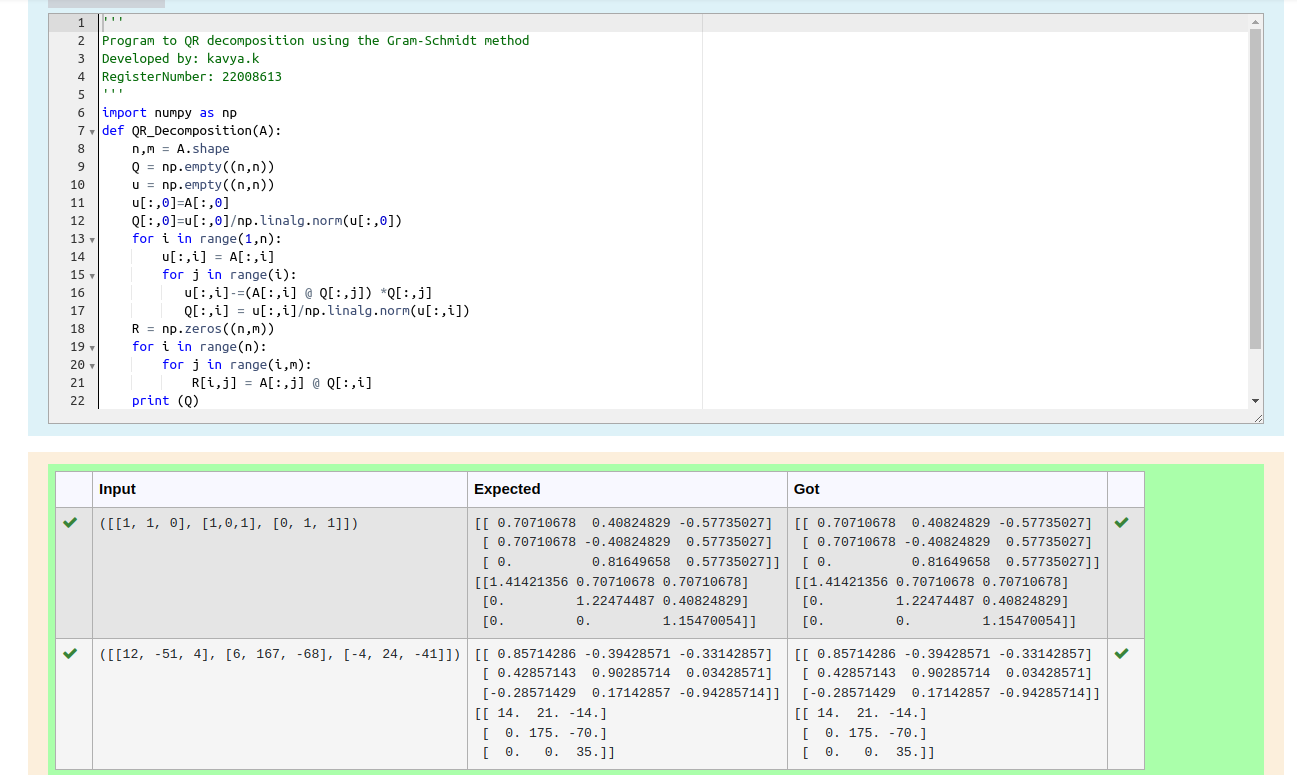 1 '''
2 Program to QR decomposition using the Gram-Schmidt method
3 Developed by: kavya.k
4 RegisterNumber: 22008613
5 '''
6 import numpy as np
7 def QR_Decomposition(A):
8     n,m = A.shape
9     Q = np.empty((n,n))
10     u = np.empty((n,n))
11     u[:,0]=A[:,0]
12     Q[:,0]=u[:,0]/np.linalg.norm(u[:,0])
13     for i in range(1,n):
14         u[:,i] = A[:,i]
15         for j in range(i):
16            u[:,i]-=(A[:,i] @ Q[:,j]) *Q[:,j]
17            Q[:,i] = u[:,i]/np.linalg.norm(u[:,i])
18     R = np.zeros((n,m))
19     for i in range(n):
20         for j in range(i,m):
21             R[i,j] = A[:,j] @ Q[:,i]
22     print (Q)
Input Expected Got
([[1, 1, 0], [1,0,1], [0, 1, 1]]) [[ 0.70710678  0.40824829 -0.57735027] [[ 0.70710678  0.40824829 -0.57735027]
[ 0.70710678 -0.40824829  0.57735027] [ 0.70710678 -0.40824829  0.57735027]
[ 0.          0.81649658  0.57735027]] [ 0.          0.81649658  0.57735027]]
[[1.41421356 0.70710678 0.70710678] [[1.41421356 0.70710678 0.70710678]
[0.         1.22474487 0.40824829] [0.         1.22474487 0.40824829]
[0.         0.         1.15470054]] [0.         0.         1.15470054]]
([[12, -51, 4], [6, 167, -68], [-4, 24, -41]]) [[ 0.85714286 -0.39428571 -0.33142857] [[ 0.85714286 -0.39428571 -0.33142857]
[ 0.42857143  0.90285714  0.03428571] [ 0.42857143  0.90285714  0.03428571]
[-0.28571429  0.17142857 -0.94285714]] [-0.28571429  0.17142857 -0.94285714]]
[[ 14.  21. -14.] [[ 14.  21. -14.]
[  0. 175. -70.] [  0. 175. -70.]
[  0.   0.  35.]] [  0.   0.  35.]]